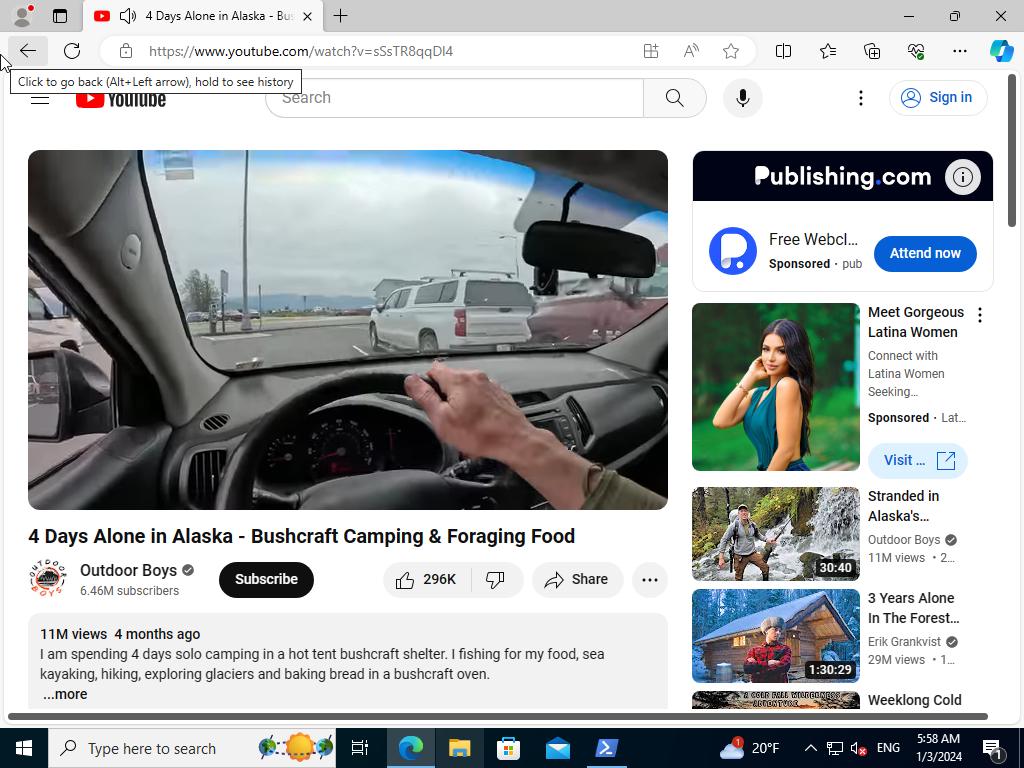 4 Days Alone in Alaska - Bus
https://www.youtube.com/watch?v=sSsTR8qqDl4
Click to go back (Alt+Left arrow), hold to see history
YouTube
Search
Sign in
Publishing.com
Free Webcl...
Sponsored · pub
Attend now
Meet Gorgeous
Latina Women
Connect with
Latina Women
Seeking...
Sponsored · Lat...
Visit ...
4 Days Alone in Alaska - Bushcraft Camping & Foraging Food
Outdoor Boys
6.46M subscribers
Subscribe
296K
Share
...
11M views 4 months ago
I am spending 4 days solo camping in a hot tent bushcraft shelter. I fishing for my food, sea
kayaking, hiking, exploring glaciers and baking bread in a bushcraft oven.
...more
30:40
Stranded in
Alaska's...
Outdoor Boys
11M views · 2...
1:30:29
3 Years Alone
In The Forest...
Erik Grankvist
29M views · 1...
A COLD FALL WILDERNESS
ADVENTURE
Weeklong Cold
Type here to search
1
20°F
ENG
5:58 AM
1/3/2024
1